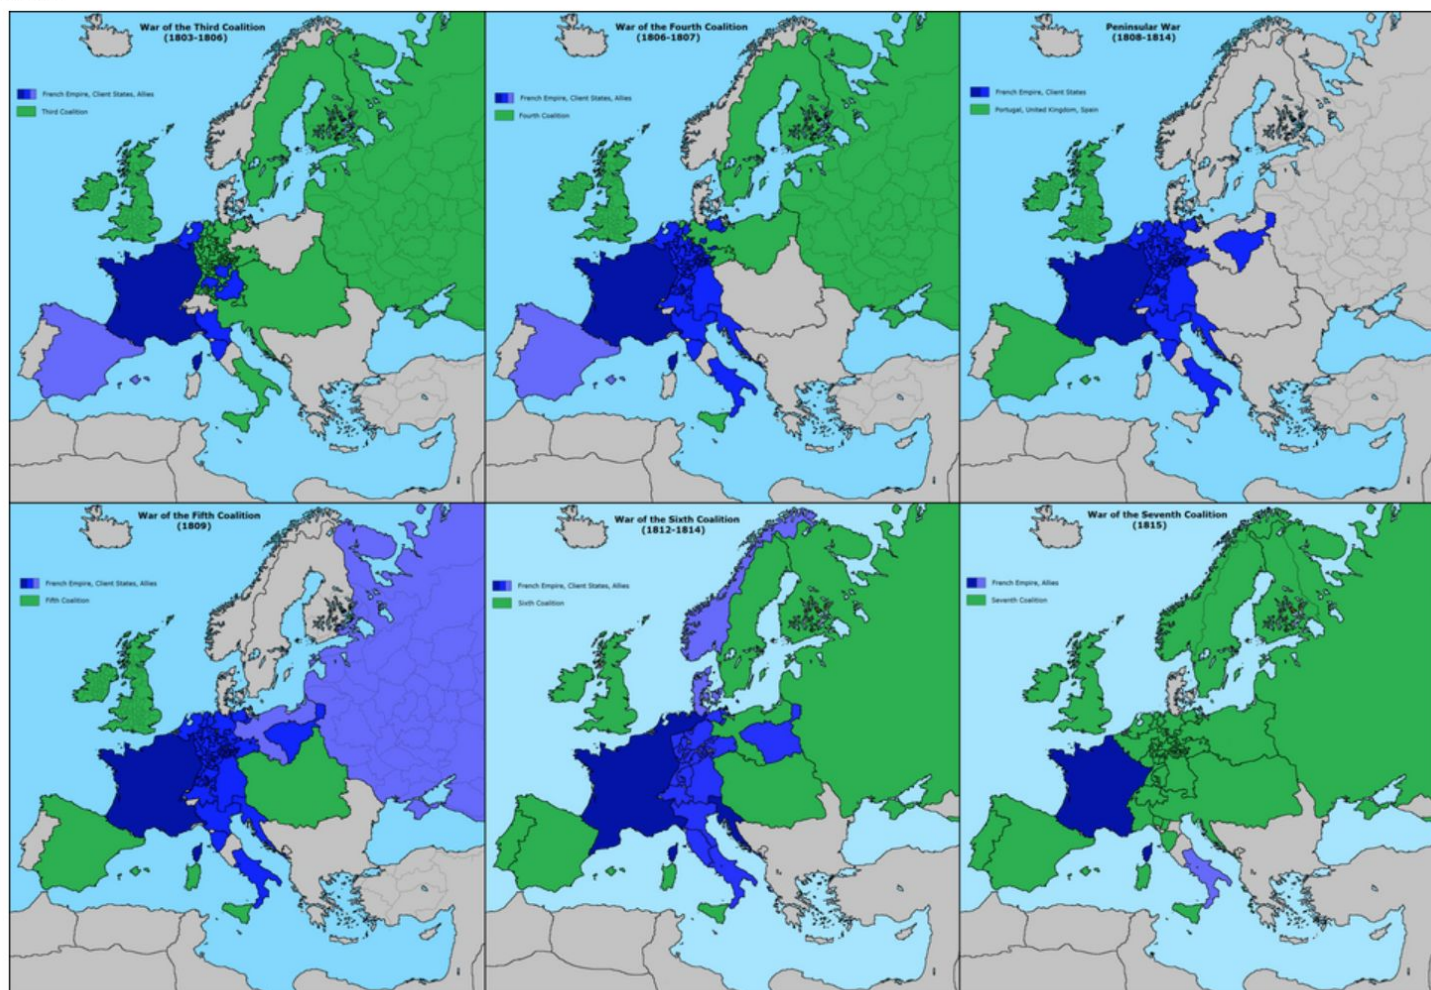 War of the Third Coalition
(1803-1806)
French Empire, Client States, Allies
Third Coalition
War of the Fourth Coalition
(1806-1807)
French Empire, Client States, Allies
Fourth Coalition
Peninsular War
(1808-1814)
French Empire, Client States
Portugal, United Kingdom, Spain
War of the Fifth Coalition
(1809)
French Empire, Client States, Allies
Fifth Coalition
War of the Sixth Coalition
(1812-1814)
French Empire, Client States, Allies
Sixth Coalition
War of the Seventh Coalition
(1815)
French Empire, Allies
Seventh Coalition